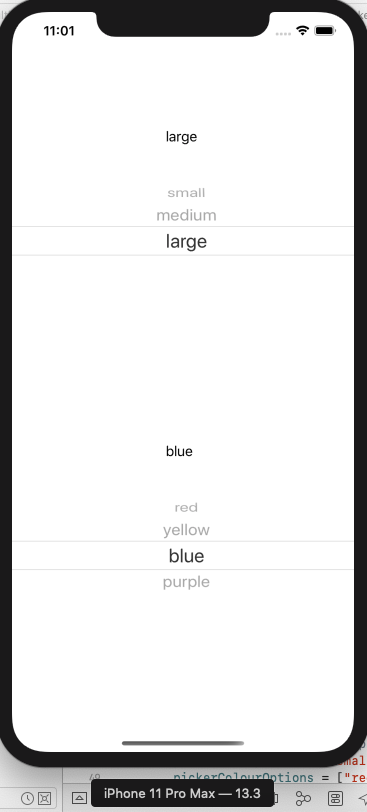 11:01
large
small
medium
large
blue
red
yellow
blue
purple
49
pickerColourOptions = ["re
iPhone 11 Pro Max — 13.3